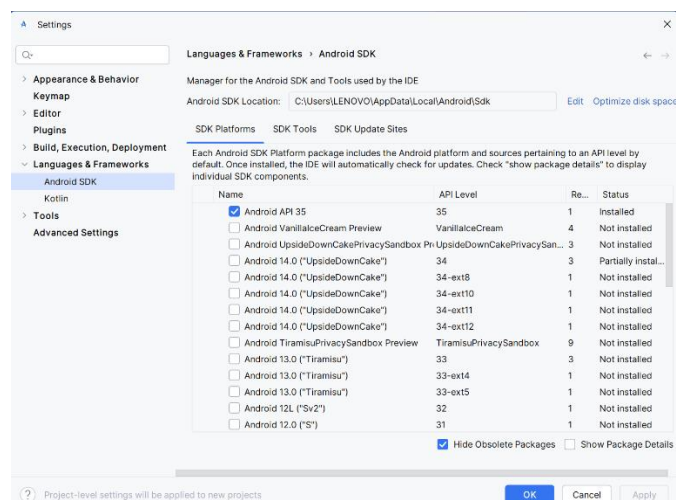 Settings
Appearance & Behavior
Keymap
Editor
Plugins
Build, Execution, Deployment
Languages & Frameworks
Android SDK
Kotlin
Tools
Advanced Settings
Languages & Frameworks › Android SDK
Manager for the Android SDK and Tools used by the IDE
Android SDK Location: C:\Users\LENOVO\AppData\Local\Android\Sdk Edit Optimize disk space
SDK Platforms SDK Tools SDK Update Sites
Each Android SDK Platform package includes the Android platform and sources pertaining to an API level by
default. Once installed, the IDE will automatically check for updates. Check "show package details" to display
individual SDK components.
Name API Level Re... Status
Android API 35 35 1 Installed
Android VanillaIceCream Preview VanillaIceCream 4 Not installed
Android UpsideDownCakePrivacySandbox Pr UpsideDownCakePrivacySan... 3 Not installed
Android 14.0 ("UpsideDownCake") 34 3 Partially instal...
Android 14.0 ("UpsideDownCake") 34-ext8 1 Not installed
Android 14.0 ("UpsideDownCake") 34-ext10 1 Not installed
Android 14.0 ("UpsideDownCake") 34-ext11 1 Not installed
Android 14.0 ("UpsideDownCake") 34-ext12 1 Not installed
Android TiramisuPrivacySandbox Preview TiramisuPrivacySandbox 9 Not installed
Android 13.0 ("Tiramisu") 33 3 Not installed
Android 13.0 ("Tiramisu") 33-ext4 1 Not installed
Android 13.0 ("Tiramisu") 33-ext5 1 Not installed
Android 12L ("Sv2") 32 1 Not installed
Android 12.0 ("S") 31 1 Not installed
Hide Obsolete Packages Show Package Details
? Project-level settings will be applied to new projects
OK Cancel Apply